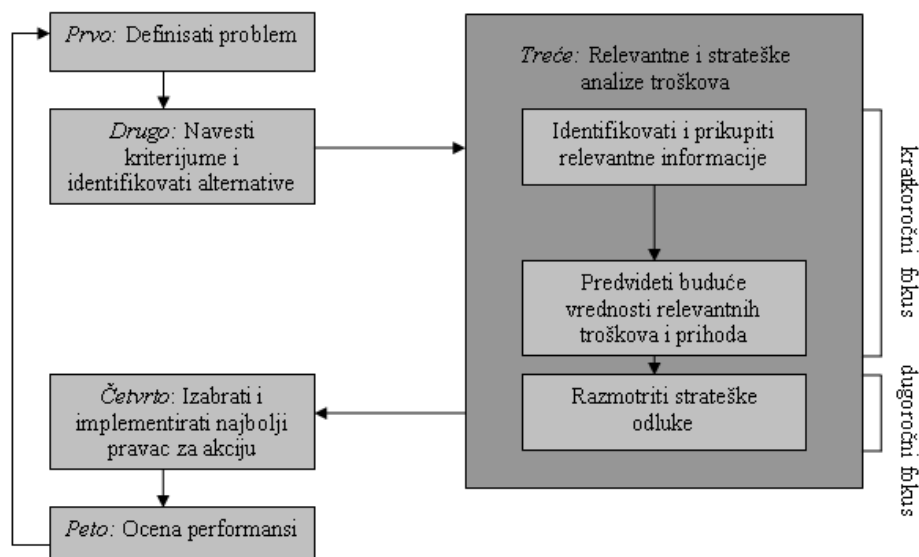 Prvo: Definisati problem
Drugo: Navesti
kriterijume i
identifikovati alternative
Treće: Relevantne i strateške
analize troškova
Identifikovati i prikupiti
relevantne informacije
Predvideti buduće
vrednosti relevantnih
troškova i prihoda
Razmotriti strateške
odluke
kratkoročni fokus
dugoročni fokus
Četvrto: Izabrati i
implementirati najbolji
pravac za akciju
Peto: Ocena performansi